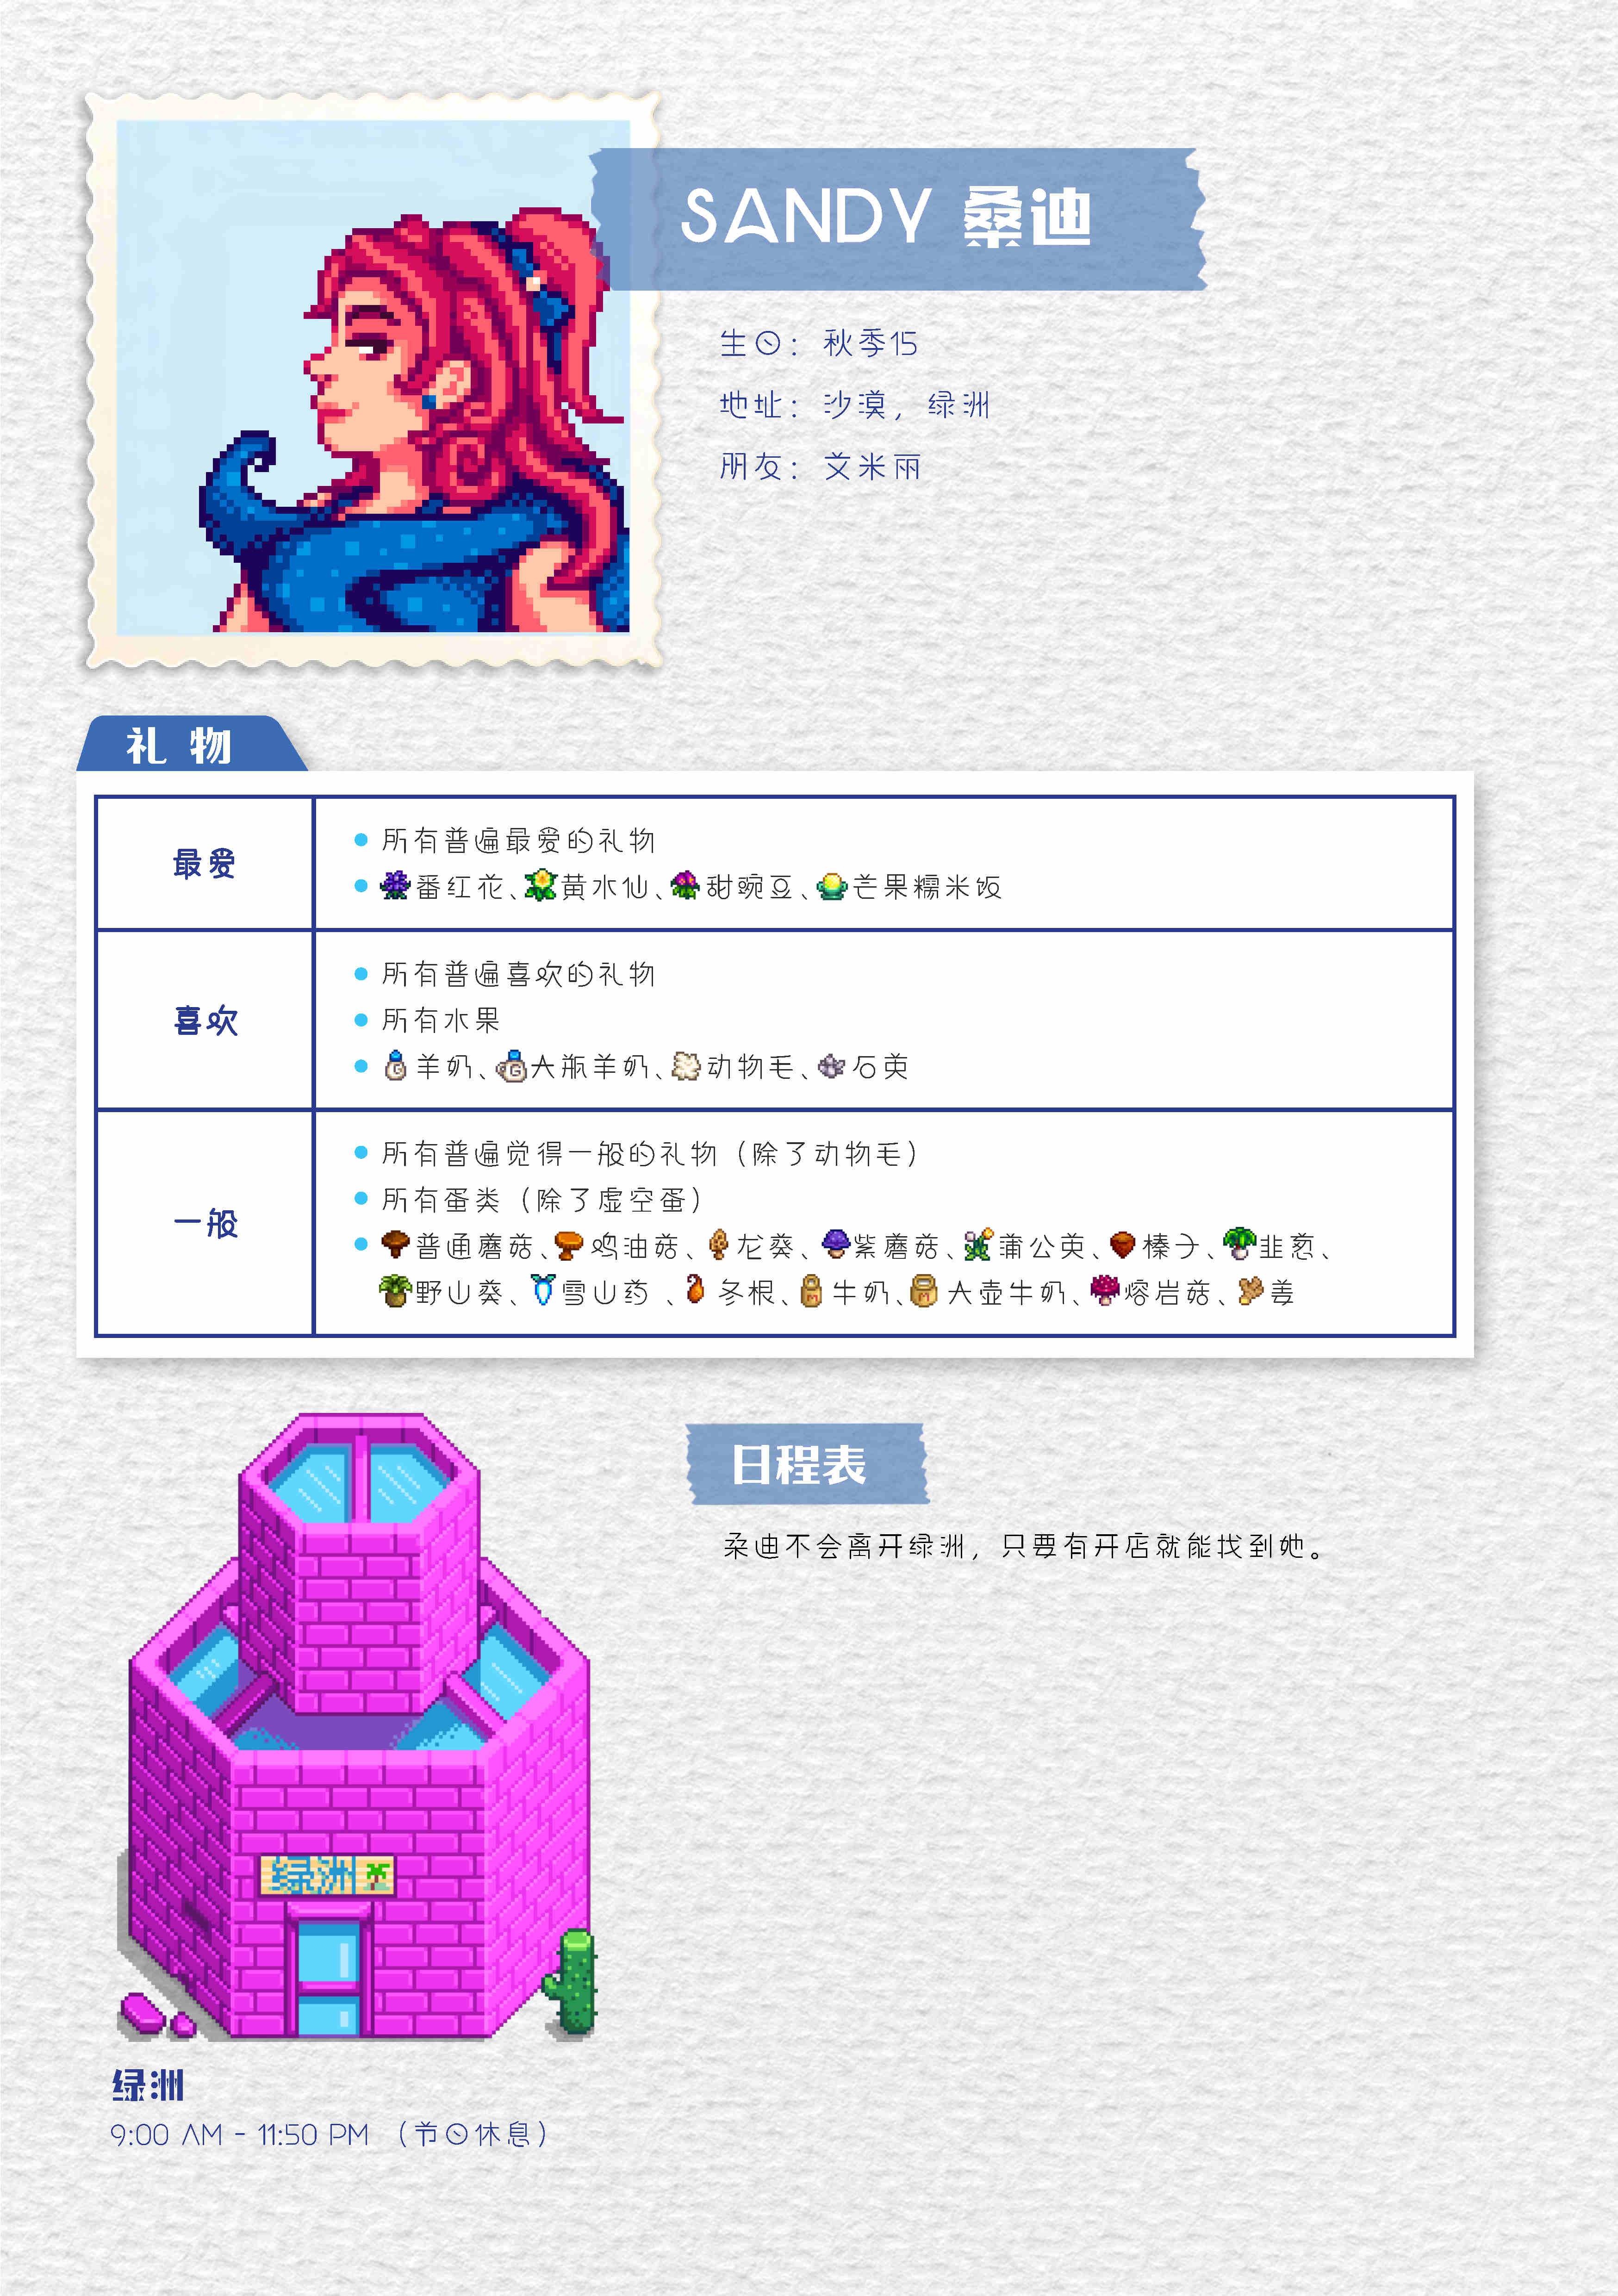 SANDY 桑迪
生日：秋季15
地址：沙漠，绿洲
朋友：艾米丽
礼 物
最爱
所有普遍最爱的礼物
番红花、黄水仙、甜豌豆、芒果糯米饭
喜欢
所有普遍喜欢的礼物
所有水果
羊奶、大瓶羊奶、动物毛、石英
一般
所有普遍觉得一般的礼物（除了动物毛）
所有蛋类（除了虚空蛋）
普通蘑菇、鸡油菇、龙葵、紫蘑菇、蒲公英、榛子、韭葱、
野山葵、雪山药 、冬根、牛奶、大壶牛奶、熔岩菇、姜
日程表
桑迪不会离开绿洲，只要有开店就能找到她。
绿洲
绿洲
9:00 AM - 11:50 PM （节日休息）